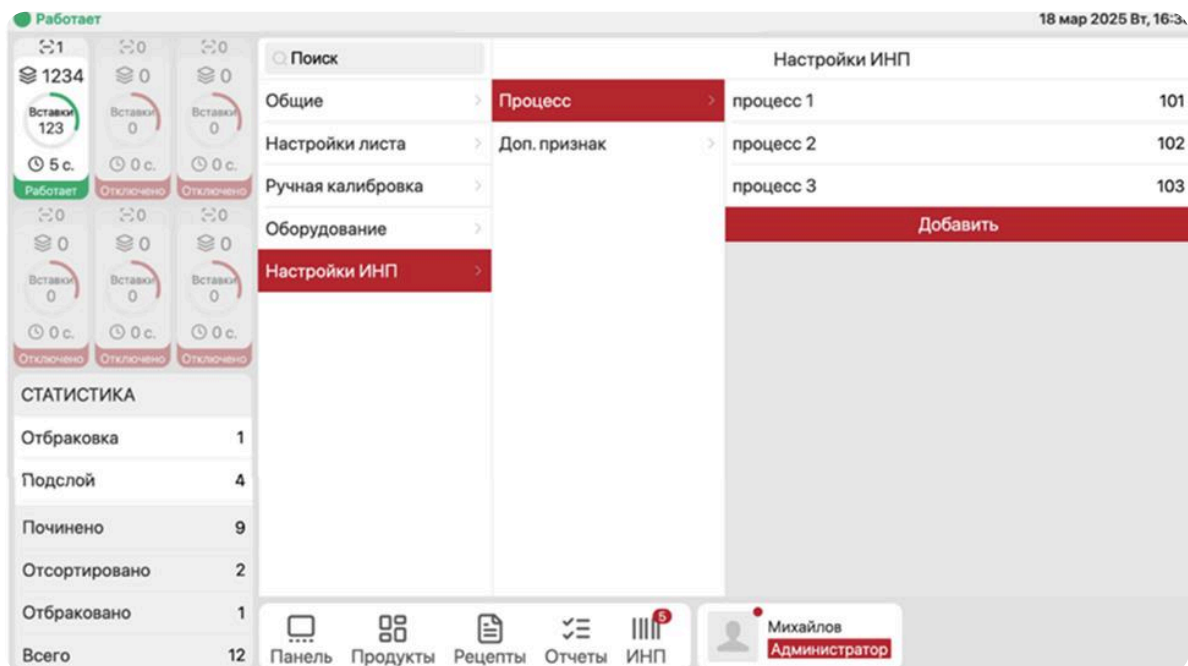 Работает
18 мар 2025 Вт, 16:3
1 0 0
1234 0 0
Вставки Вставки Вставки
123 0 0
5 с. 0 с. 0 с.
Работает Отключено Отключено
0 0 0
0 0 0
Вставки Вставки Вставки
0 0 0
0 с. 0 с. 0 с.
Отключено Отключено Отключено
СТАТИСТИКА
Отбраковка 1
Подслой 4
Починено 9
Отсортировано 2
Отбраковано 1
Всего 12
Поиск
Общие
Настройки листа
Ручная калибровка
Оборудование
Настройки ИНП
Настройки ИНП
Процесс
Доп. признак
процесс 1 101
процесс 2 102
процесс 3 103
Добавить
Панель Продукты Рецепты Отчеты ИНП 5
Михайлов
Администратор